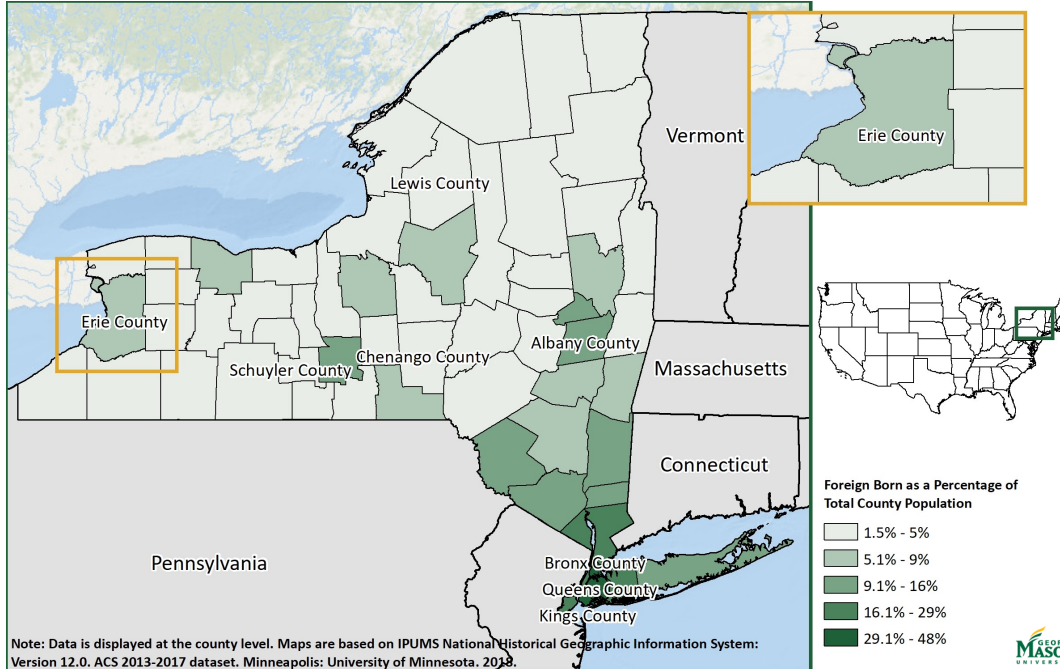 Vermont
Erie County
Lewis County
Erie County
Albany County
Chenango County
Schuyler County
Massachusetts
Connecticut
Pennsylvania
Bronx County
Queens County
Kings County
Foreign Born as a Percentage of
Total County Population
1.5% - 5%
5.1% - 9%
9.1% - 16%
16.1% - 29%
29.1% - 48%
Note: Data is displayed at the county level. Maps are based on IPUMS National Historical Geographic Information System:
Version 12.0. ACS 2013-2017 dataset. Minneapolis: University of Minnesota. 2018.